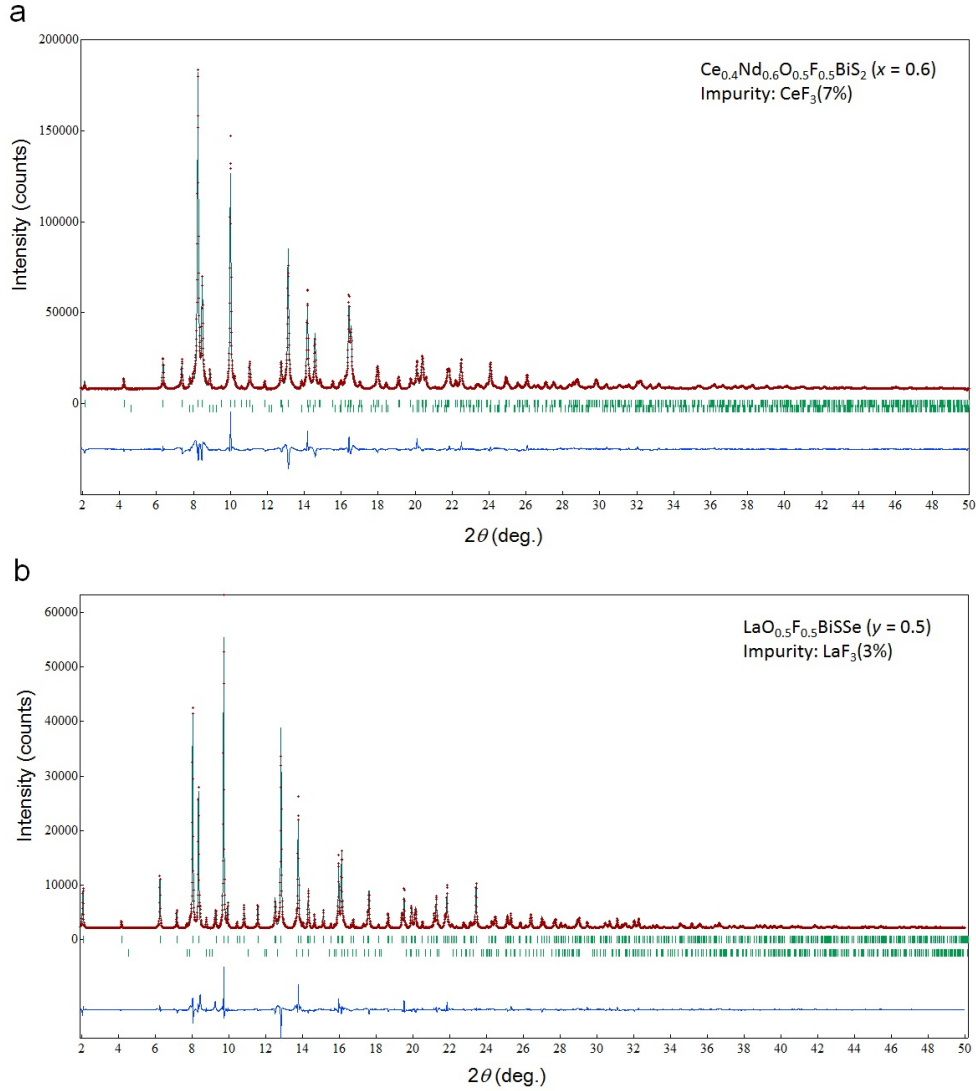 a
200000
Ce₀.₄Nd₀.₆O₀.₅F₀.₅BiS₂ (x = 0.6)
Impurity: CeF₃(7%)
150000
100000
50000
0
Intensity (counts)
2 4 6 8 10 12 14 16 18 20 22 24 26 28 30 32 34 36 38 40 42 44 46 48 50
2θ (deg.)
b
60000
LaO₀.₅F₀.₅BiSSe (y = 0.5)
Impurity: LaF₃(3%)
50000
40000
30000
20000
10000
0
Intensity (counts)
2 4 6 8 10 12 14 16 18 20 22 24 26 28 30 32 34 36 38 40 42 44 46 48 50
2θ (deg.)